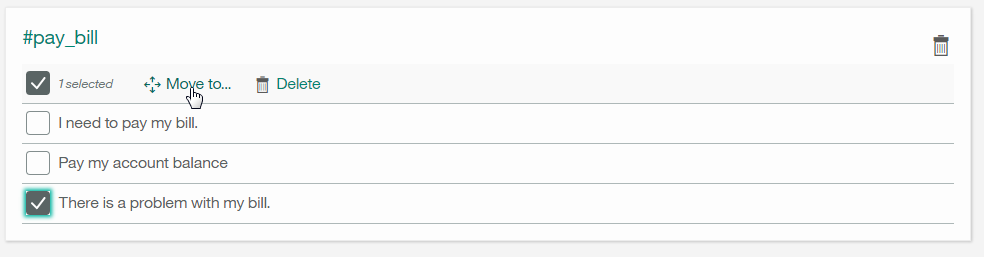 #pay_bill
1 selected Move to... Delete
I need to pay my bill.
Pay my account balance
There is a problem with my bill.